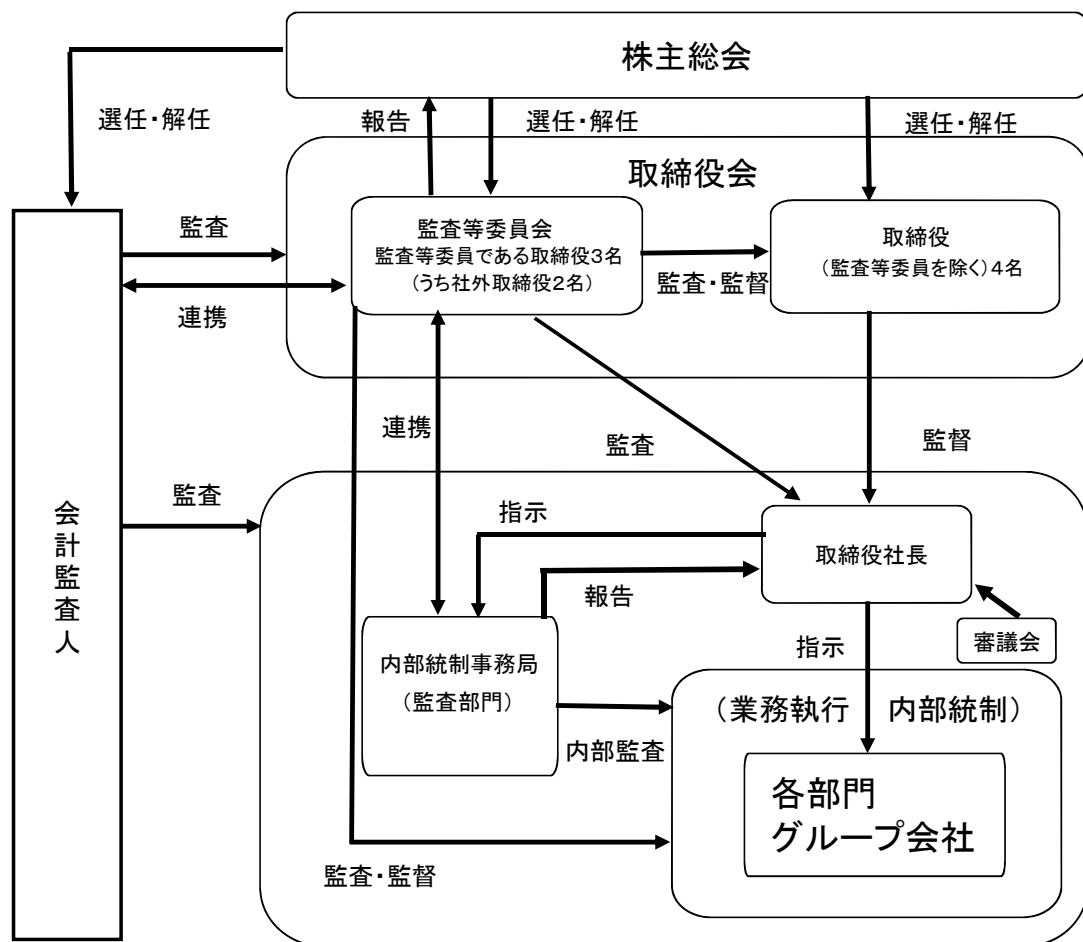 株主総会
選任・解任
報告
選任・解任
選任・解任
取締役会
監査
監査等委員会
監査等委員である取締役3名
(うち社外取締役2名)
取締役
(監査等委員を除く)4名
監査・監督
連携
連携
監査
監督
監査
会計監査人
指示
取締役社長
報告
審議会
内部統制事務局
(監査部門)
指示
(業務執行 内部統制)
内部監査
各部門
グループ会社
監査・監督